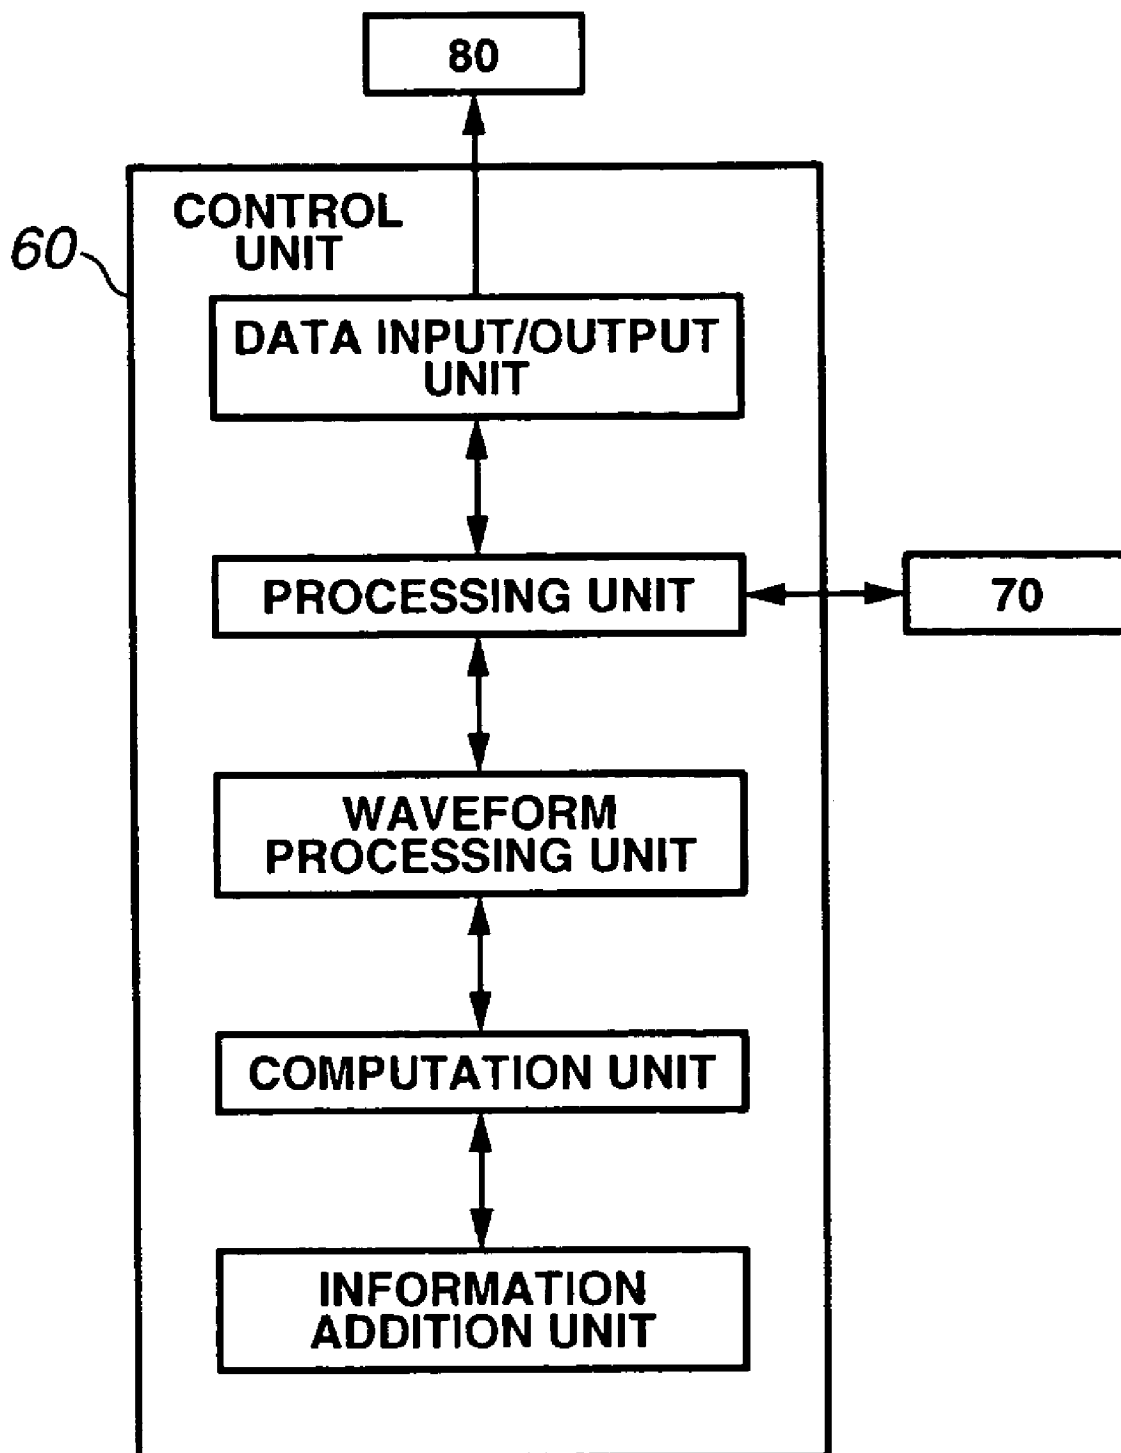 80
CONTROL
UNIT
60
DATA INPUT/OUTPUT
UNIT
PROCESSING UNIT
70
WAVEFORM
PROCESSING UNIT
COMPUTATION UNIT
INFORMATION
ADDITION UNIT